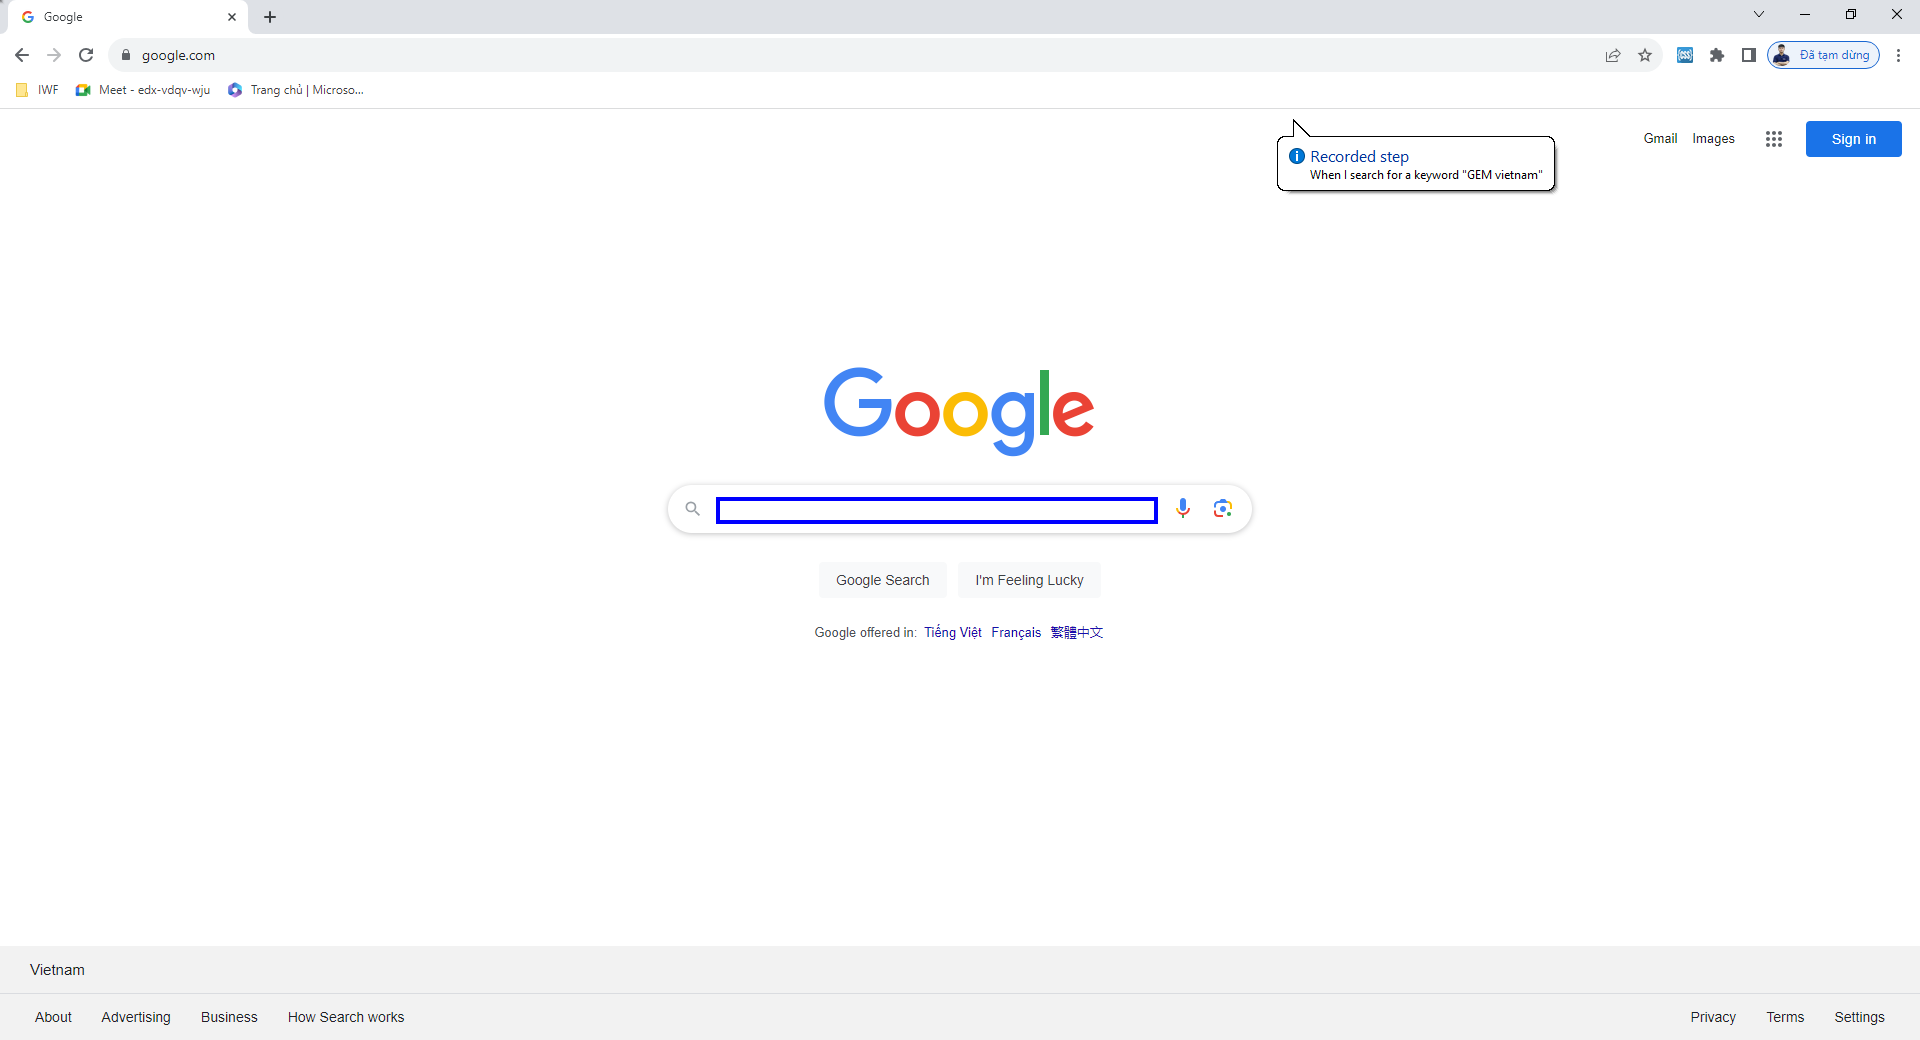 Google
google.com
Đã tạm dừng
IWF
Meet - edx-vdqv-wju
Trang chủ | Microso...
Gmail
Images
Sign in
Recorded step
When I search for a keyword "GEM vietnam"
Google
Google Search
I'm Feeling Lucky
Google offered in: Tiếng Việt Français 繁體中文
Vietnam
About
Advertising
Business
How Search works
Privacy
Terms
Settings